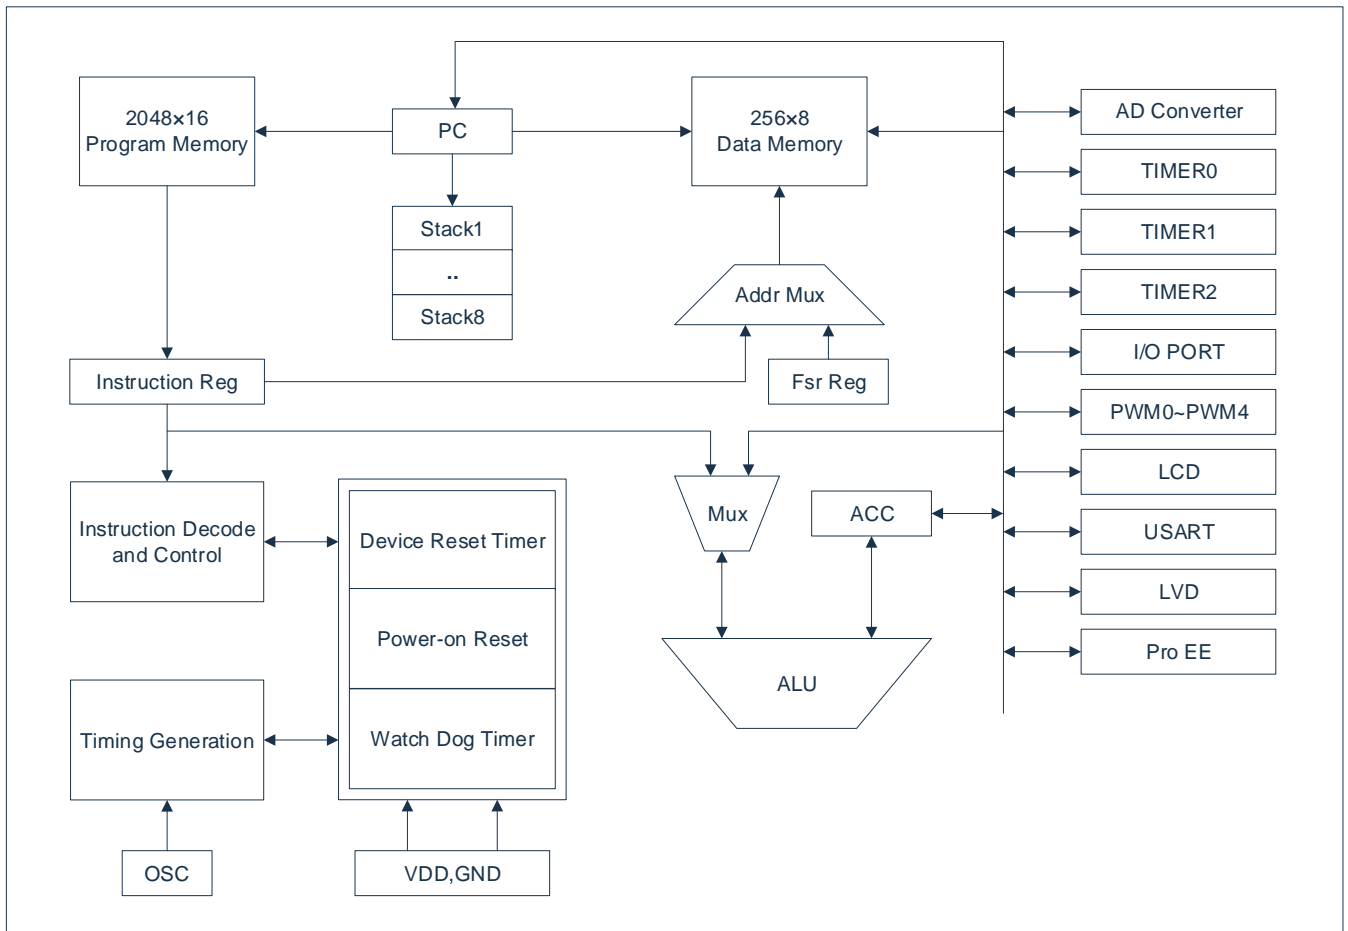 2048×16
Program Memory
PC
256×8
Data Memory
AD Converter
TIMER0
Stack1
TIMER1
..
Addr Mux
TIMER2
Stack8
I/O PORT
Instruction Reg
Fsr Reg
PWM0~PWM4
LCD
Mux
ACC
Instruction Decode
and Control
Device Reset Timer
USART
LVD
Power-on Reset
Pro EE
ALU
Timing Generation
Watch Dog Timer
OSC
VDD,GND